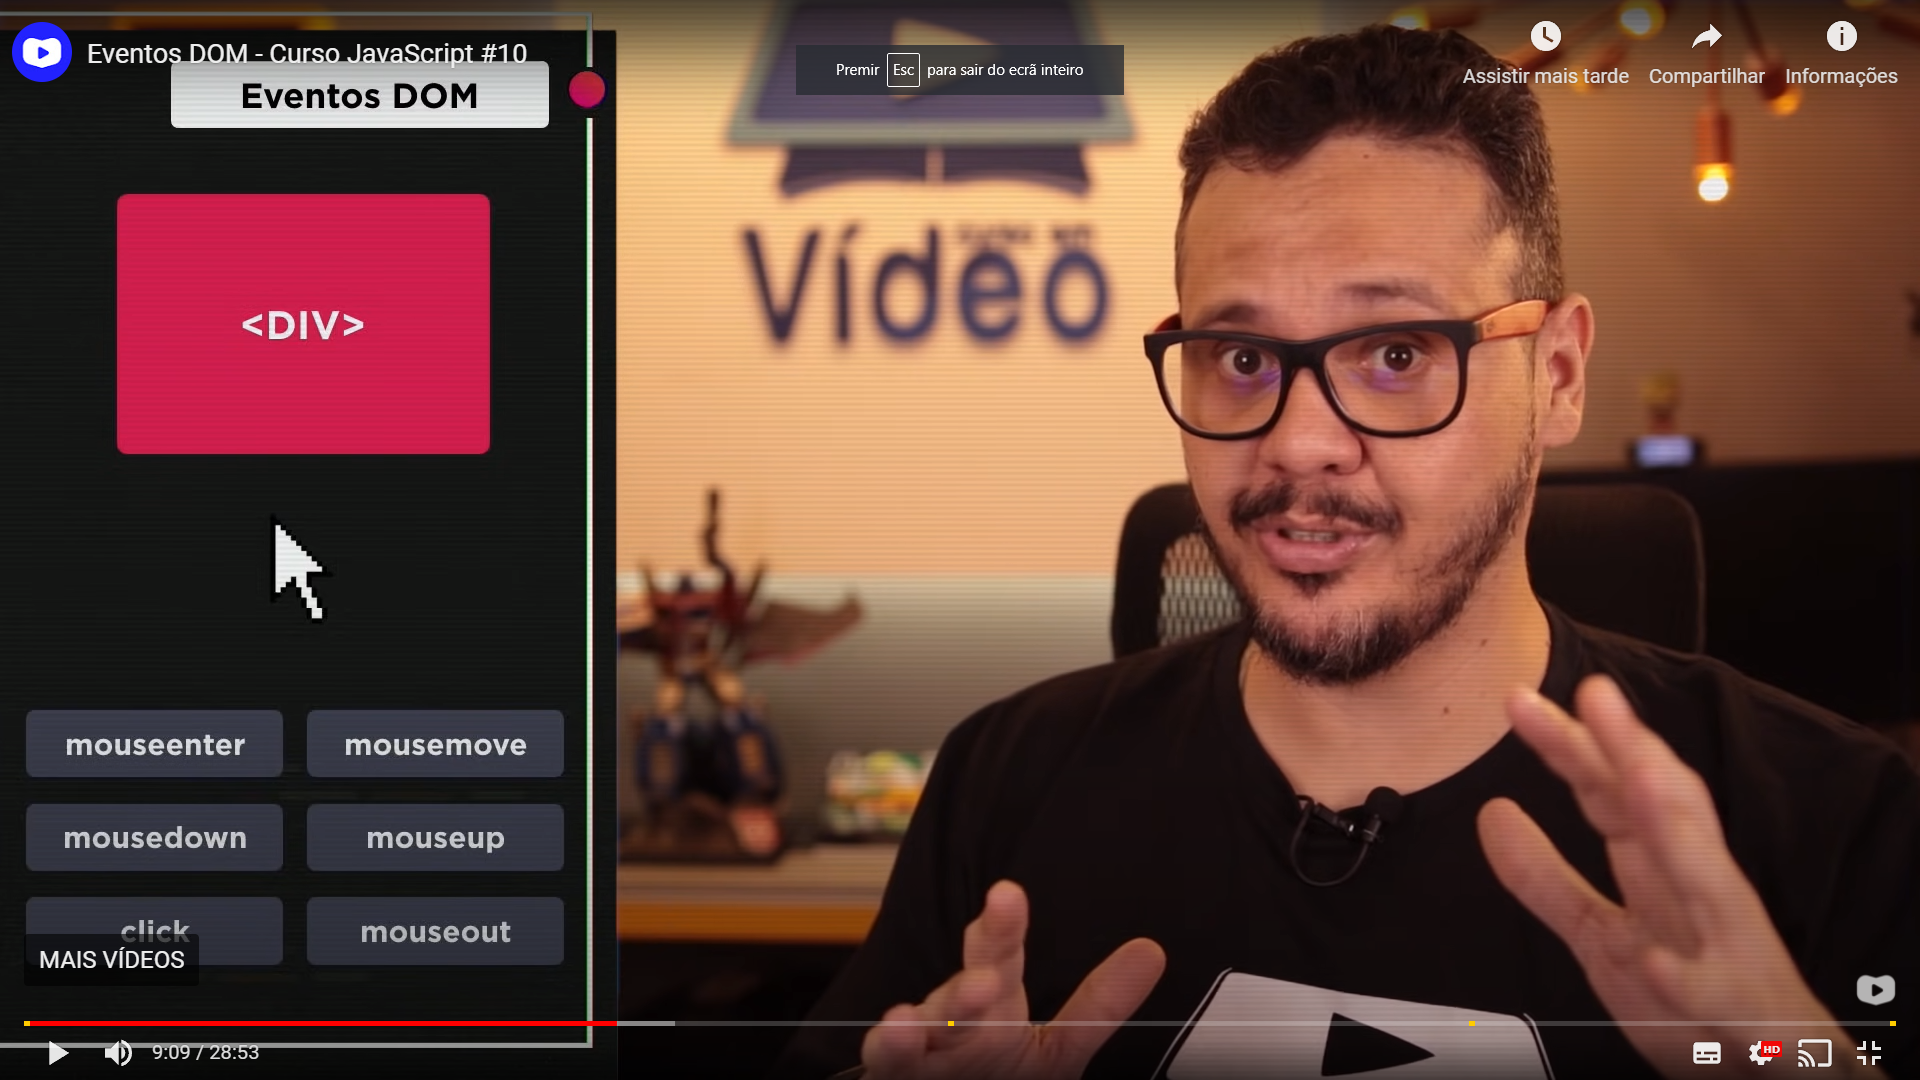 Eventos DOM - Curso JavaScript #10
Premir Esc para sair do ecrã inteiro
Assistir mais tarde
Compartilhar
Informações
Eventos DOM
<DIV>
Vídeo
mouseenter
mousemove
mousedown
mouseup
click
mouseout
MAIS VÍDEOS
9:09 / 28:53
HD